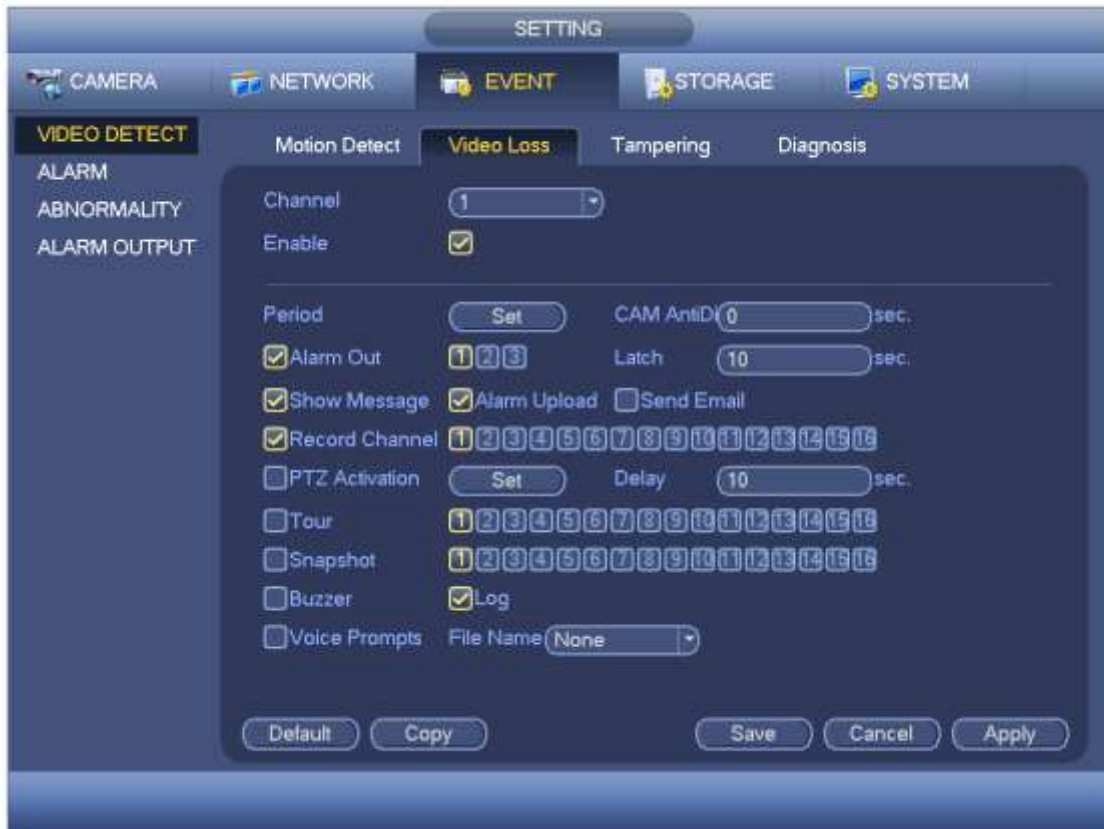 SETTING
CAMERA NETWORK EVENT STORAGE SYSTEM
VIDEO DETECT
ALARM
ABNORMALITY
ALARM OUTPUT
Motion Detect Video Loss Tampering Diagnosis
Channel 1
Enable
Period Set CAM AntiDi 0 sec.
Alarm Out 1 2 3 Latch 10 sec.
Show Message Alarm Upload Send Email
Record Channel 1 2 3 4 5 6 7 8 9 10 11 12 13 14 15 16
PTZ Activation Set Delay 10 sec.
Tour 1 2 3 4 5 6 7 8 9 10 11 12 13 14 15 16
Snapshot 1 2 3 4 5 6 7 8 9 10 11 12 13 14 15 16
Buzzer Log
Voice Prompts File Name None
Default Copy Save Cancel Apply